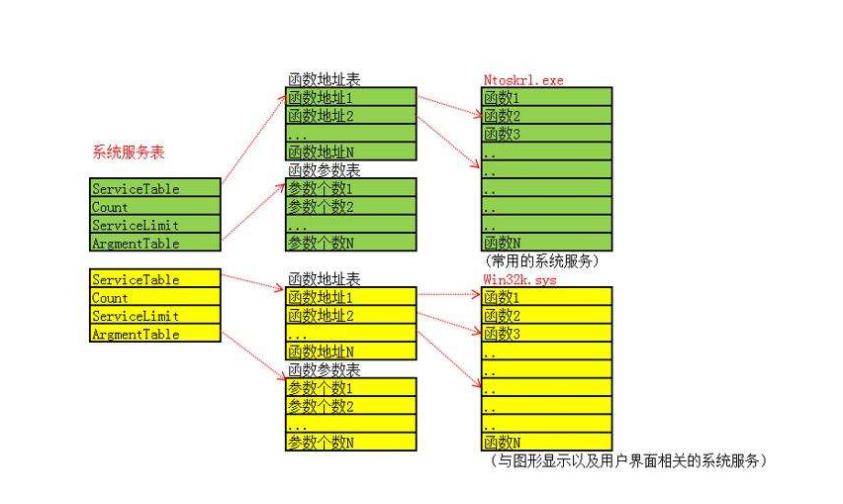 系统服务表
ServiceTable
Count
ServiceLimit
ArgmentTable
函数地址表
函数地址1
函数地址2
...
函数地址N
函数参数表
参数个数1
参数个数2
...
参数个数N
Ntoskrl.exe
函数1
函数2
函数3
..
..
..
..
..
函数N
(常用的系统服务)
ServiceTable
Count
ServiceLimit
ArgmentTable
函数地址表
函数地址1
函数地址2
...
函数地址N
函数参数表
参数个数1
参数个数2
...
参数个数N
Win32k.sys
函数1
函数2
函数3
..
..
..
..
..
函数N
(与图形显示以及用户界面相关的系统服务)